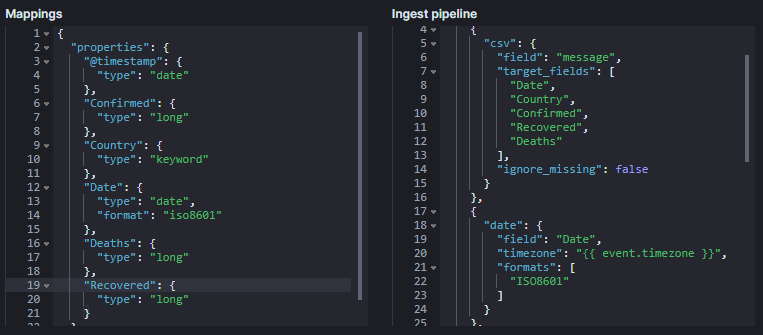 Mappings
1 {
2 "properties": {
3 "@timestamp": {
4 "type": "date"
5 },
6 "Confirmed": {
7 "type": "long"
8 },
9 "Country": {
10 "type": "keyword"
11 },
12 "Date": {
13 "type": "date",
14 "format": "iso8601"
15 },
16 "Deaths": {
17 "type": "long"
18 },
19 "Recovered": {
20 "type": "long"
21 }
22 }
Ingest pipeline
4 {
5 "csv": {
6 "field": "message",
7 "target_fields": [
8 "Date",
9 "Country",
10 "Confirmed",
11 "Recovered",
12 "Deaths"
13 ],
14 "ignore_missing": false
15 }
16 },
17 {
18 "date": {
19 "field": "Date",
20 "timezone": "{{ event.timezone }}",
21 "formats": [
22 "ISO8601"
23 ]
24 }
25 },